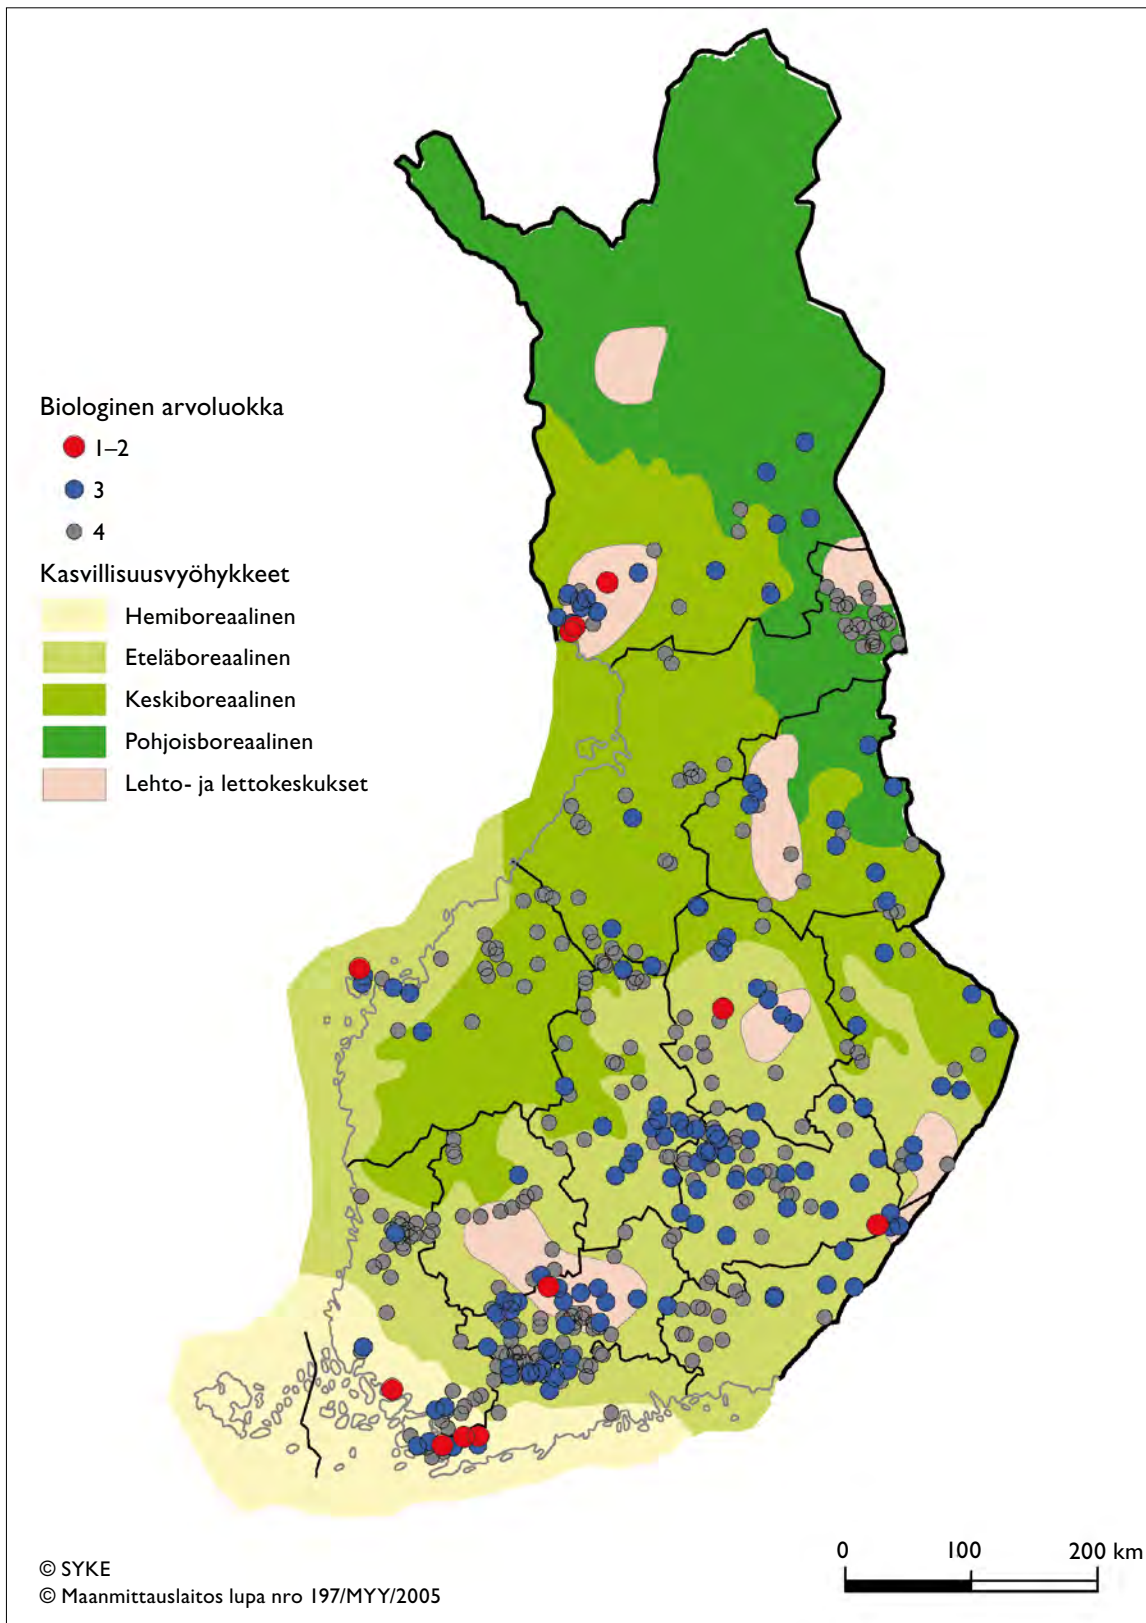 Biologinen arvoluokka
1–2
3
4
Kasvillisuusvyöhykkeet
Hemiboreaalinen
Eteläboreaalinen
Keskiboreaalinen
Pohjoisboreaalinen
Lehto- ja lettokeskukset
0 100 200 km
© SYKE
© Maanmittauslaitos lupa nro 197/MYY/2005